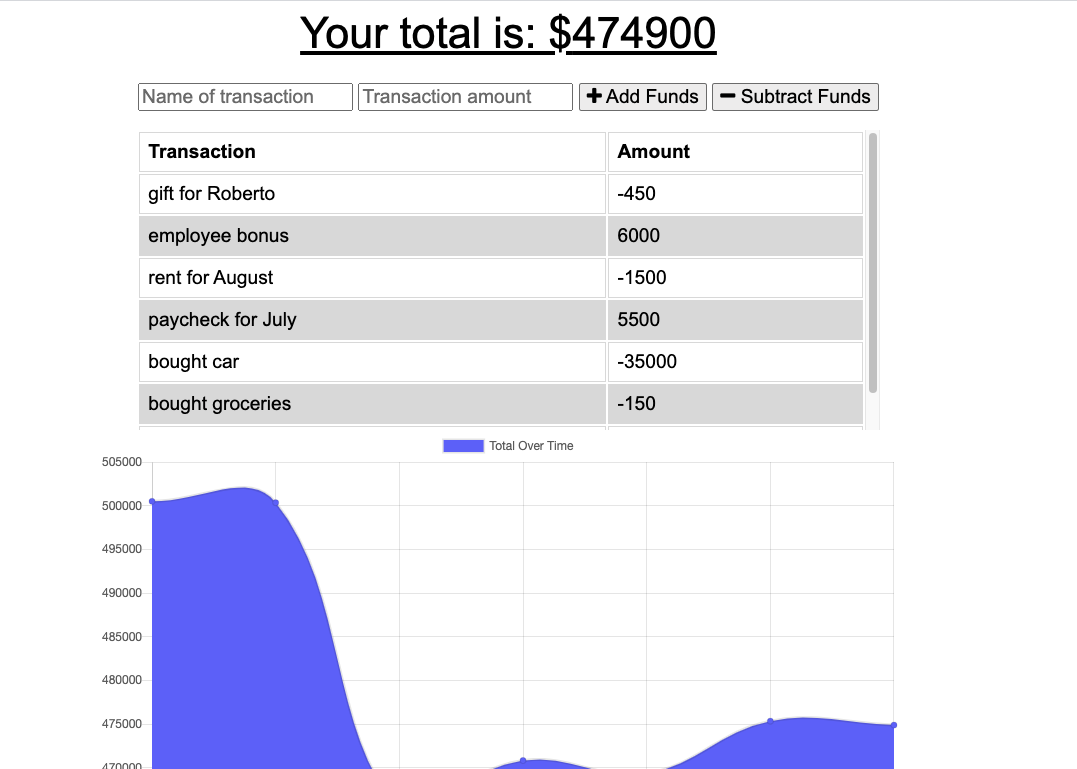 Your total is: $474900
Name of transaction Transaction amount Add Funds Subtract Funds
Transaction Amount
gift for Roberto -450
employee bonus 6000
rent for August -1500
paycheck for July 5500
bought car -35000
bought groceries -150
Total Over Time
505000
500000
495000
490000
485000
480000
475000
470000